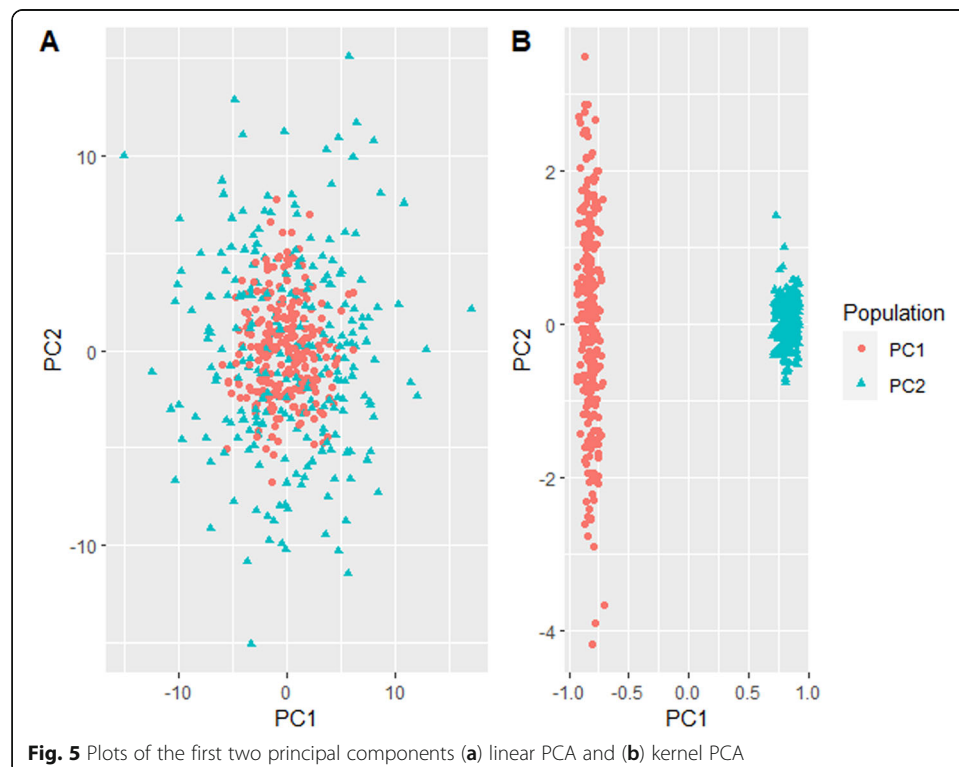 A
B
10
0
-10
PC2
-10
0
10
PC1
2
0
-2
-4
PC2
-1.0
-0.5
0.0
0.5
1.0
PC1
Population
PC1
PC2
Fig. 5 Plots of the first two principal components (a) linear PCA and (b) kernel PCA